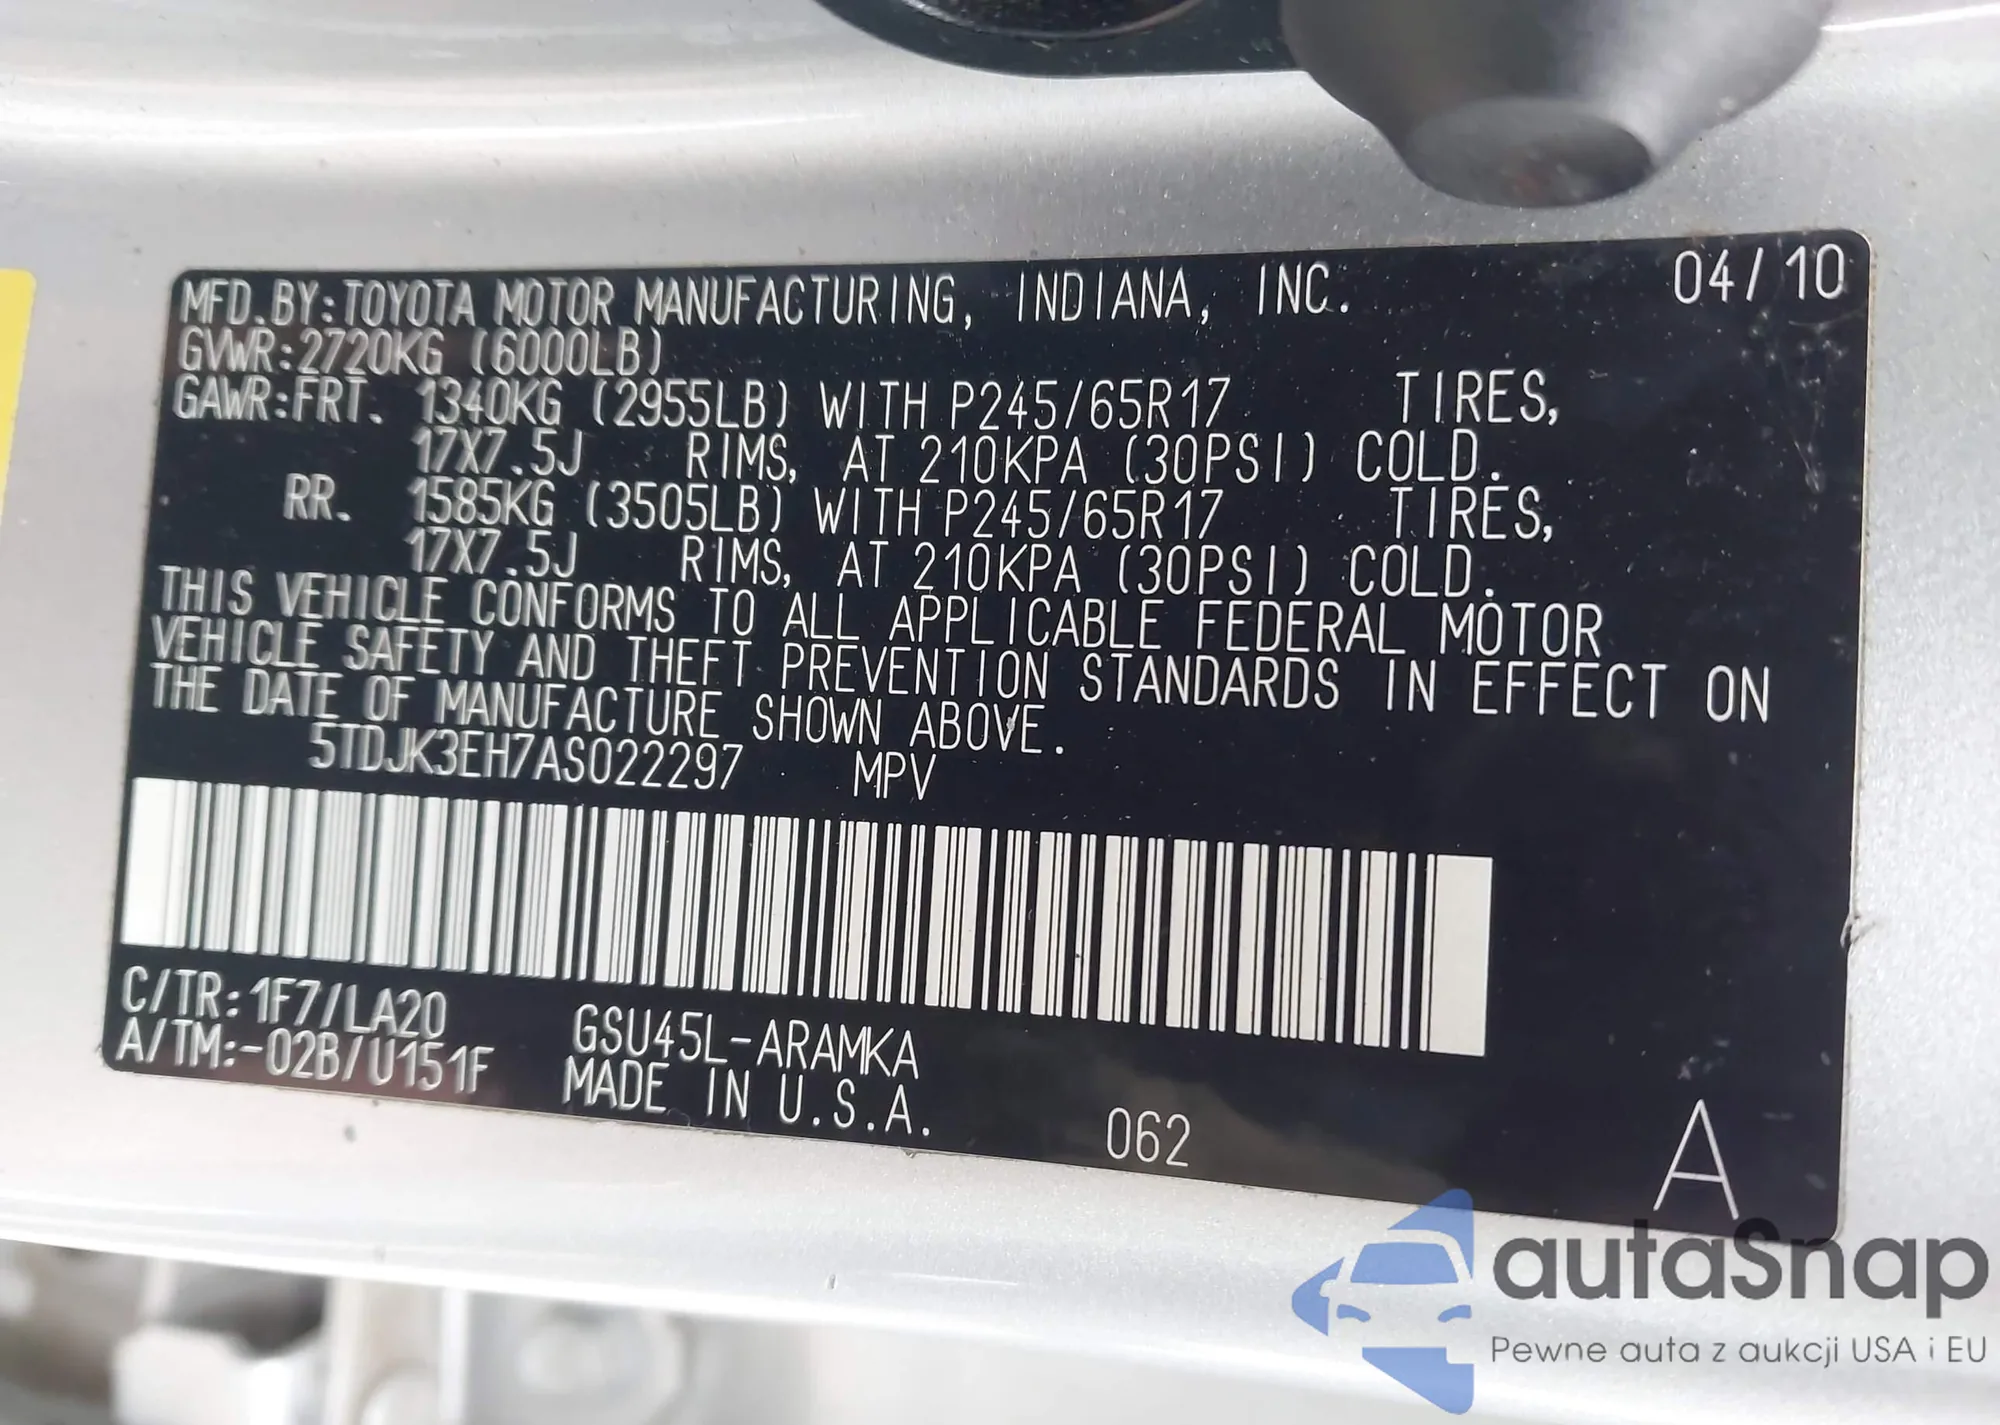 MFD.BY:TOYOTA MOTOR MANUFACTURING, INDIANA, INC. 04/10
GVWR:2720KG (6000LB)
GAWR:FRT. 1340KG (2955LB) WITH P245/65R17 TIRES,
17X7.5J RIMS, AT 210KPA (30PSI) COLD.
RR. 1585KG (3505LB) WITH P245/65R17 TIRES,
17X7.5J RIMS, AT 210KPA (30PSI) COLD.
THIS VEHICLE CONFORMS TO ALL APPLICABLE FEDERAL MOTOR
VEHICLE SAFETY AND THEFT PREVENTION STANDARDS IN EFFECT ON
THE DATE OF MANUFACTURE SHOWN ABOVE.
5TDJK3EH7AS022297 MPV
C/TR:1F7/LA20 GSU45L-ARAMKA
A/TM:-02B/U151F MADE IN U.S.A.
062
A
autaSnap
Pewne auta z aukcji USA i EU